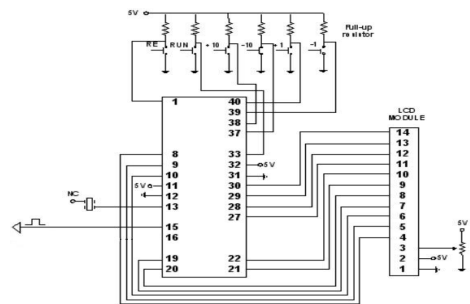 5V
Pull-up
resistor
RE RUN +10 -10 +1 -1
1 40
39
38
37
8 33
9 32 5V
10 31
5V 11 30
12 29
NC 13 28
27
15
16
19 22
20 21
LCD
MODULE
14
13
12
11
10
9
8
7
6
5
4
3
2
1
5V
5V